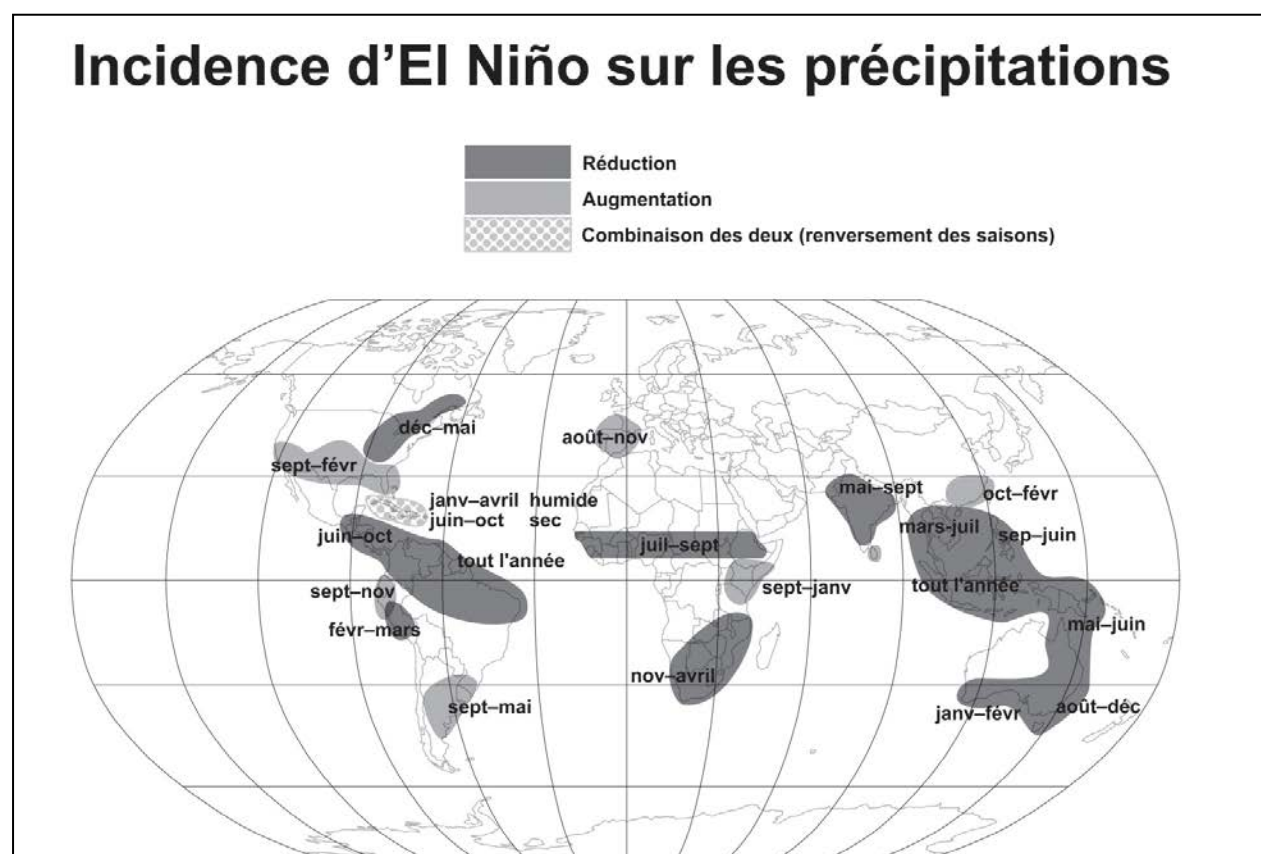 Incidence d’El Niño sur les précipitations
Réduction
Augmentation
Combinaison des deux (renversement des saisons)
déc–mai
août–nov
sept–févr
mai–sept
oct–févr
janv–avril humide
juin–oct sec
juin–oct
mars-juil
sep–juin
juil–sept
tout l'année
tout l'année
sept–nov
sept–janv
févr–mars
mai–juin
nov–avril
sept–mai
janv–févr
août–déc